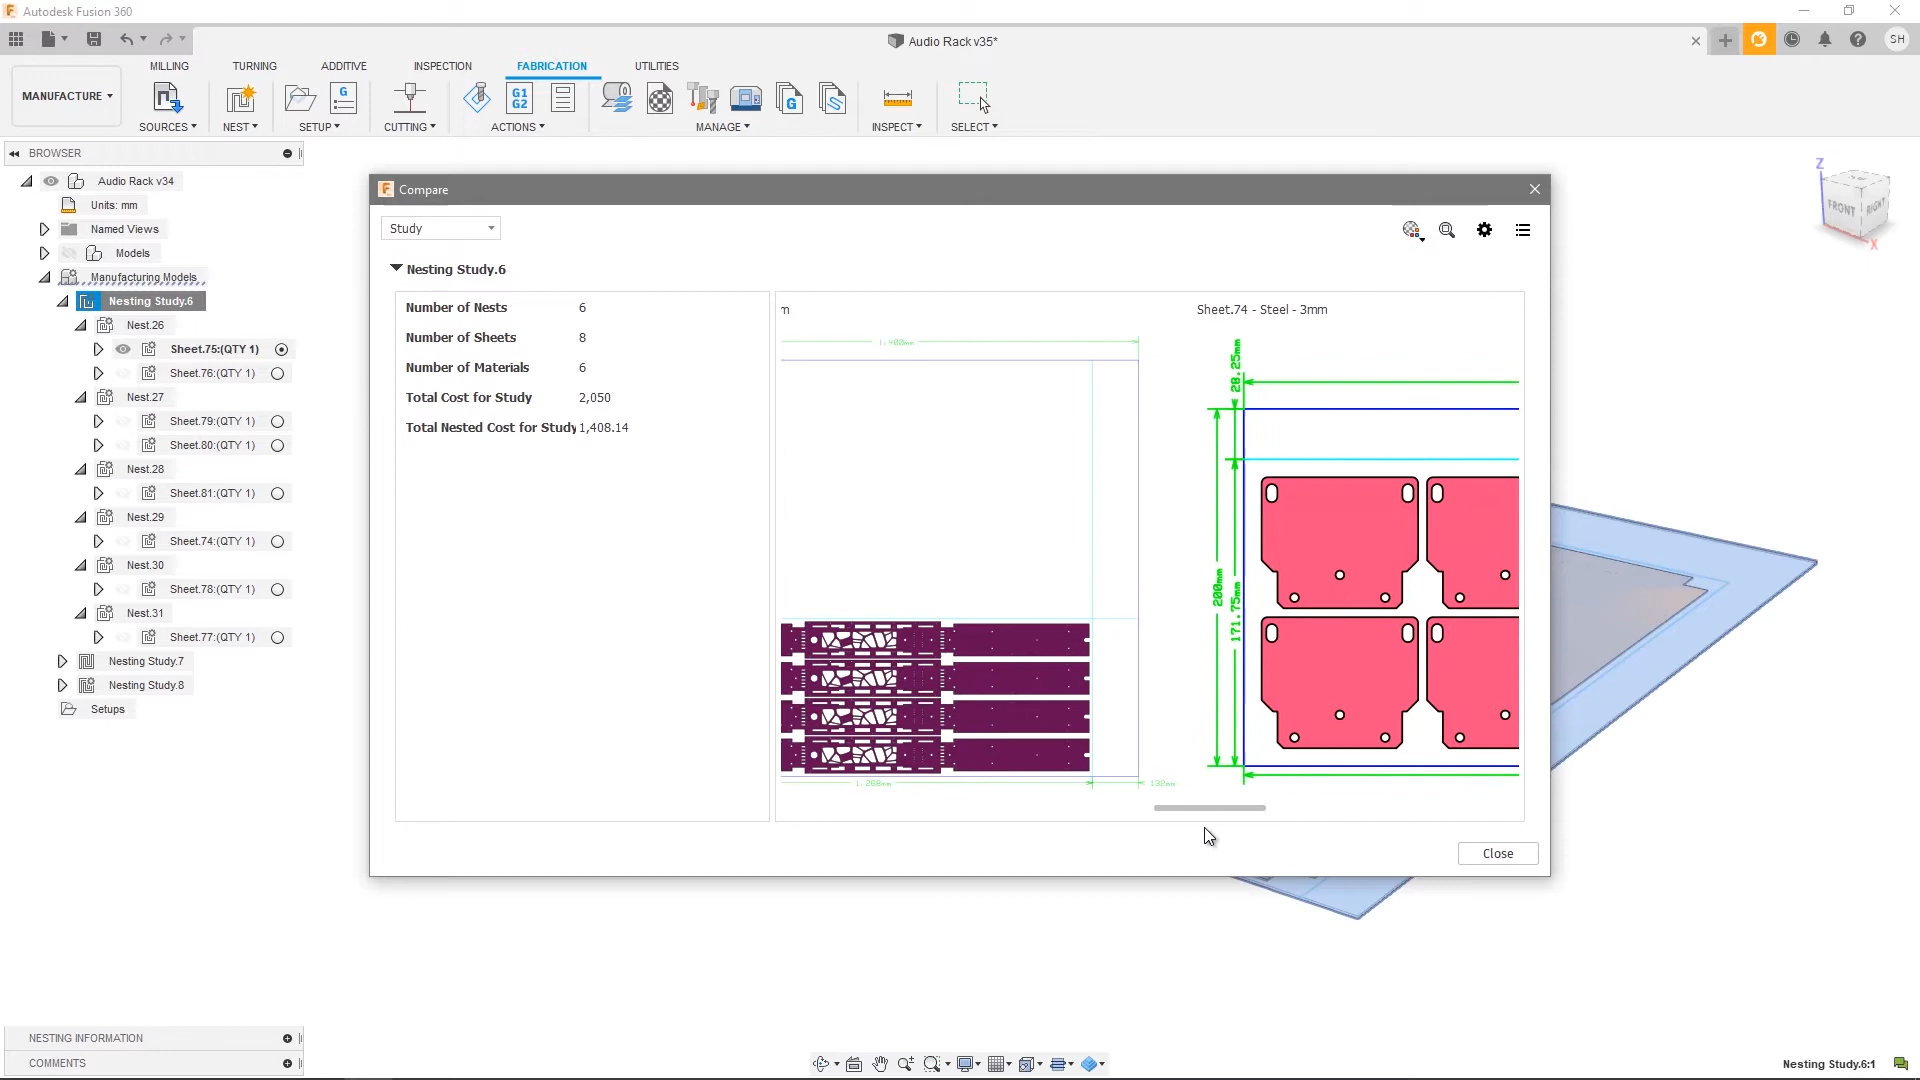 Autodesk Fusion 360
Audio Rack v35*
SH
MILLING
TURNING
ADDITIVE
INSPECTION
FABRICATION
UTILITIES
MANUFACTURE
G
G1
G2
G
SOURCES
NEST
SETUP
CUTTING
ACTIONS
MANAGE
INSPECT
SELECT
BROWSER
Audio Rack v34
Units: mm
Named Views
Models
Manufacturing Models
Nesting Study.6
Nest.26
Sheet.75:(QTY 1)
Sheet.76:(QTY 1)
Nest.27
Sheet.79:(QTY 1)
Sheet.80:(QTY 1)
Nest.28
Sheet.81:(QTY 1)
Nest.29
Sheet.74:(QTY 1)
Nest.30
Sheet.78:(QTY 1)
Nest.31
Sheet.77:(QTY 1)
Nesting Study.7
Nesting Study.8
Setups
Compare
Study
Nesting Study.6
Number of Nests 6
Number of Sheets 8
Number of Materials 6
Total Cost for Study 2,050
Total Nested Cost for Study 1,408.14
m
Sheet.74 - Steel - 3mm
1.400mm
28.25mm
200mm
171.75mm
1.268mm
132mm
Close
Z
FRONT
RIGHT
X
NESTING INFORMATION
COMMENTS
Nesting Study.6:1